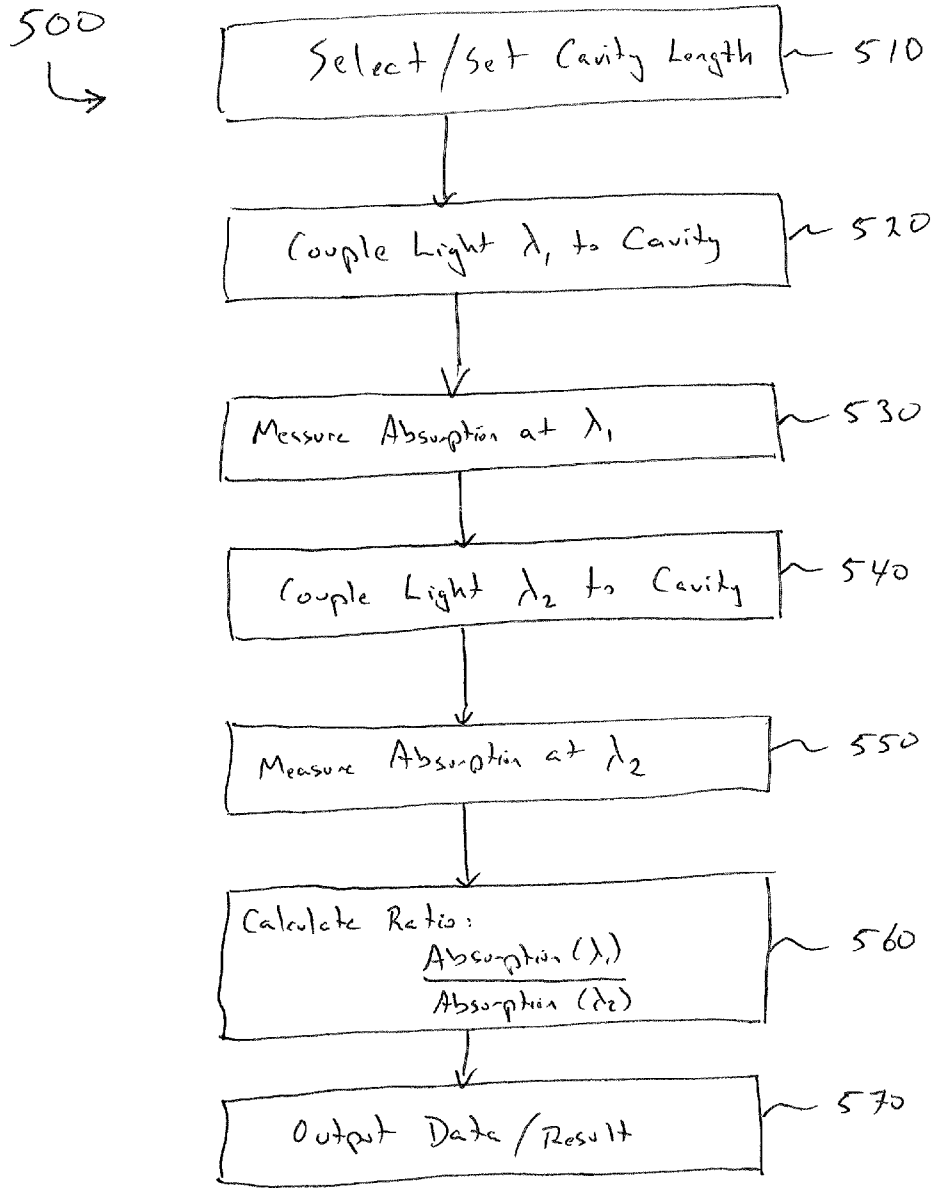 500
Select/Set Cavity Length
510
Couple Light λ₁ to Cavity
520
Measure Absorption at λ₁
530
Couple Light λ₂ to Cavity
540
Measure Absorption at λ₂
550
Calculate Ratio:
Absorption (λ₁)
Absorption (λ₂)
560
Output Data/Result
570